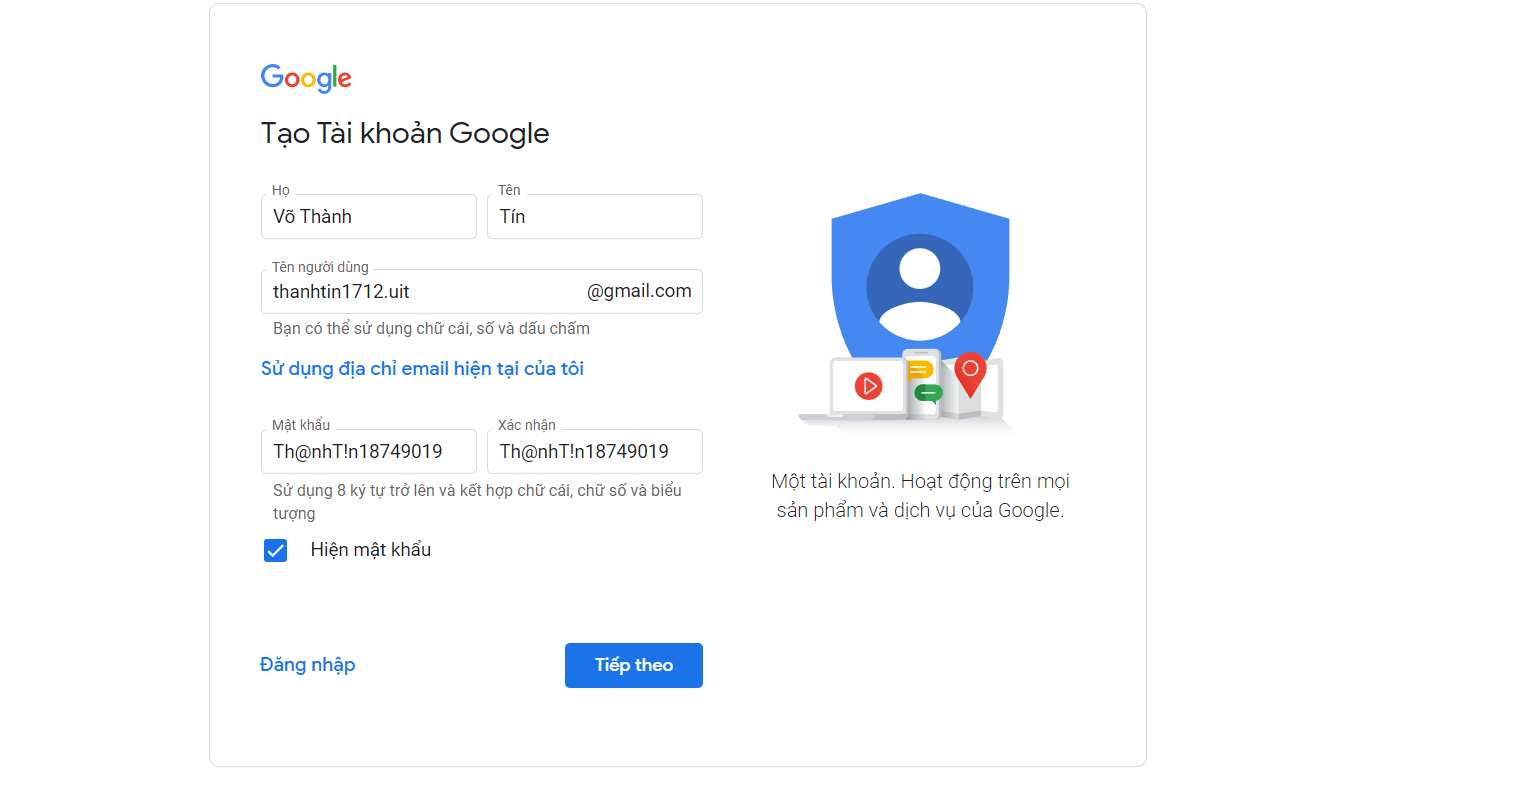 Google
Tạo Tài khoản Google
Họ
Võ Thành
Tên
Tín
Tên người dùng
thanhtin1712.uit
@gmail.com
Bạn có thể sử dụng chữ cái, số và dấu chấm
Sử dụng địa chỉ email hiện tại của tôi
Mật khẩu
Th@nhT!n18749019
Xác nhận
Th@nhT!n18749019
Sử dụng 8 ký tự trở lên và kết hợp chữ cái, chữ số và biểu
tượng
Hiện mật khẩu
Đăng nhập
Tiếp theo
Một tài khoản. Hoạt động trên mọi
sản phẩm và dịch vụ của Google.